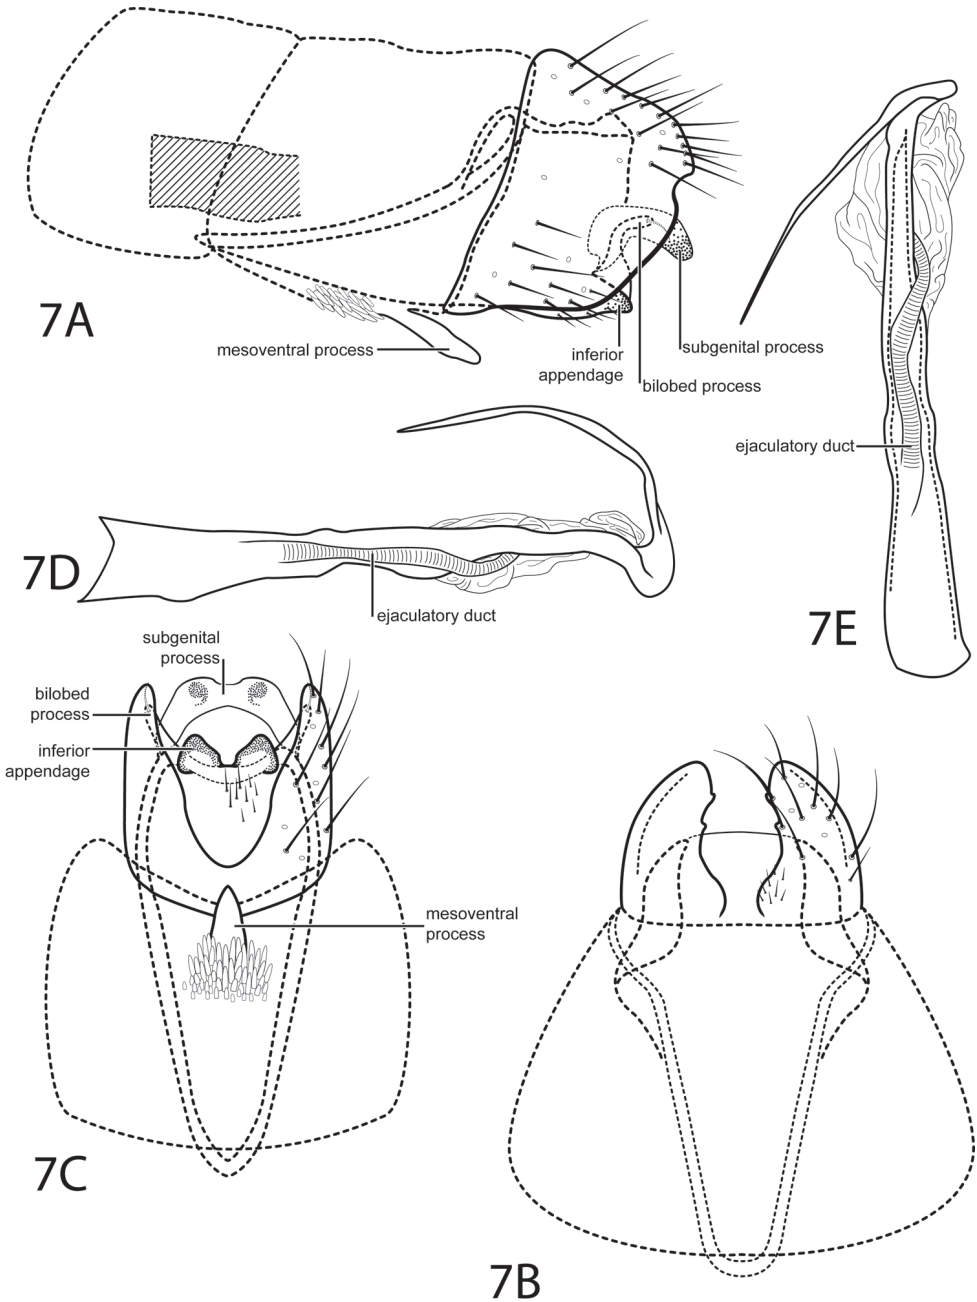 7A
mesoventral process
inferior
appendage
subgenital process
bilobed process
ejaculatory duct
7E
7D
ejaculatory duct
subgenital
process
bilobed
process
inferior
appendage
mesoventral
process
7C
7B